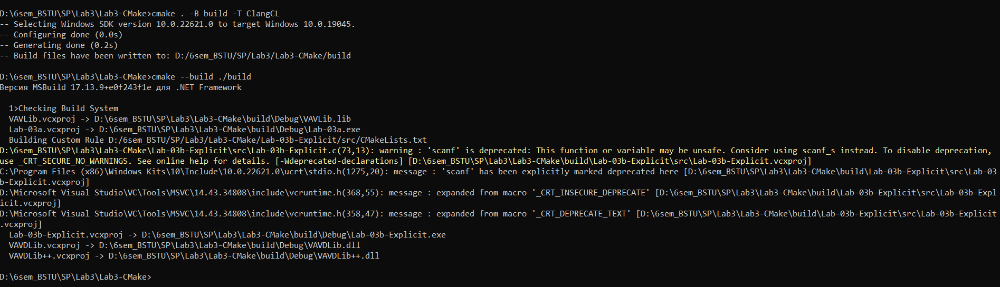 D:\6sem_BSTU\SP\Lab3\Lab3-CMake>cmake . -B build -T ClangCL
-- Selecting Windows SDK version 10.0.22621.0 to target Windows 10.0.19045.
-- Configuring done (0.0s)
-- Generating done (0.2s)
-- Build files have been written to: D:/6sem_BSTU/SP/Lab3/Lab3-CMake/build
D:\6sem_BSTU\SP\Lab3\Lab3-CMake>cmake --build ./build
Версия MSBuild 17.13.9+e0f243f1e для .NET Framework
1>Checking Build System
VAVLib.vcxproj -> D:\6sem_BSTU\SP\Lab3\Lab3-CMake\build\Debug\VAVLib.lib
Lab-03a.vcxproj -> D:\6sem_BSTU\SP\Lab3\Lab3-CMake\build\Debug\Lab-03a.exe
Building Custom Rule D:/6sem_BSTU/SP/Lab3/Lab3-CMake/Lab-03b-Explicit/src/CMakeLists.txt
D:\6sem_BSTU\SP\Lab3\Lab3-CMake\Lab-03b-Explicit\src\Lab-03b-Explicit.c(73,13): warning : 'scanf' is deprecated: This function or variable may be unsafe. Consider using scanf_s instead. To disable deprecation,
use _CRT_SECURE_NO_WARNINGS. See online help for details. [-Wdeprecated-declarations] [D:\6sem_BSTU\SP\Lab3\Lab3-CMake\build\Lab-03b-Explicit\src\Lab-03b-Explicit.vcxproj]
C:\Program Files (x86)\Windows Kits\10\Include\10.0.22621.0\ucrt\stdio.h(1275,20): message : 'scanf' has been explicitly marked deprecated here [D:\6sem_BSTU\SP\Lab3\Lab3-CMake\build\Lab-03b-Explicit\src\Lab-03
b-Explicit.vcxproj]
D:\Microsoft Visual Studio\VC\Tools\MSVC\14.43.34808\include\vcruntime.h(368,55): message : expanded from macro '_CRT_INSECURE_DEPRECATE' [D:\6sem_BSTU\SP\Lab3\Lab3-CMake\build\Lab-03b-Explicit\src\Lab-03b-Expl
icit.vcxproj]
D:\Microsoft Visual Studio\VC\Tools\MSVC\14.43.34808\include\vcruntime.h(358,47): message : expanded from macro '_CRT_DEPRECATE_TEXT' [D:\6sem_BSTU\SP\Lab3\Lab3-CMake\build\Lab-03b-Explicit\src\Lab-03b-Explicit
.vcxproj]
Lab-03b-Explicit.vcxproj -> D:\6sem_BSTU\SP\Lab3\Lab3-CMake\build\Debug\Lab-03b-Explicit.exe
VAVDLib.vcxproj -> D:\6sem_BSTU\SP\Lab3\Lab3-CMake\build\Debug\VAVDLib.dll
VAVDLib++.vcxproj -> D:\6sem_BSTU\SP\Lab3\Lab3-CMake\build\Debug\VAVDLib++.dll
D:\6sem_BSTU\SP\Lab3\Lab3-CMake>